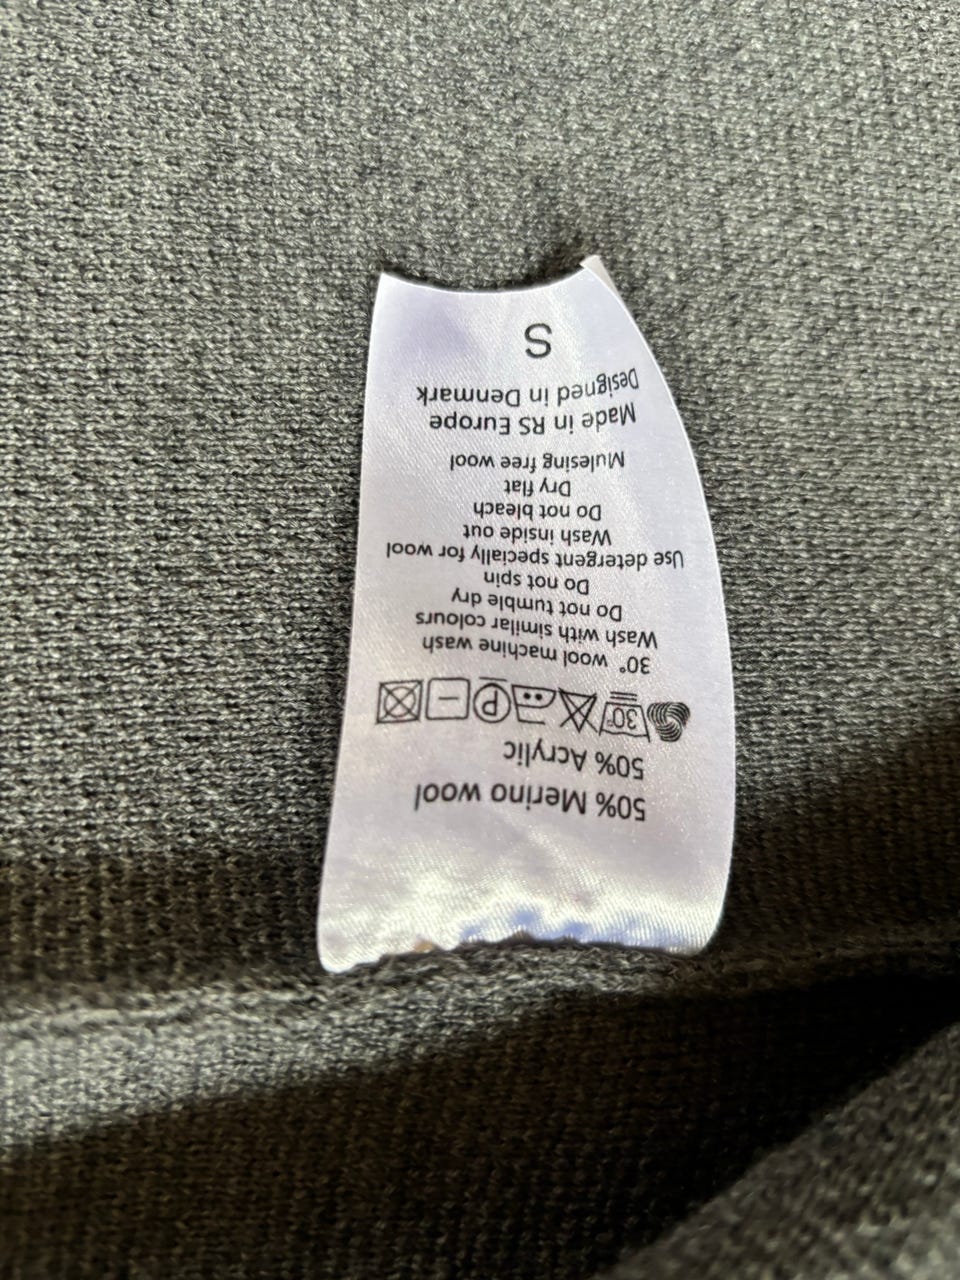 50% Merino wool
50% Acrylic
30° P
30° wool machine wash
Wash with similar colours
Do not tumble dry
Do not spin
Use detergent specially for wool
Wash inside out
Do not bleach
Dry flat
Mulesing free wool
Made in RS Europe
Designed in Denmark
S